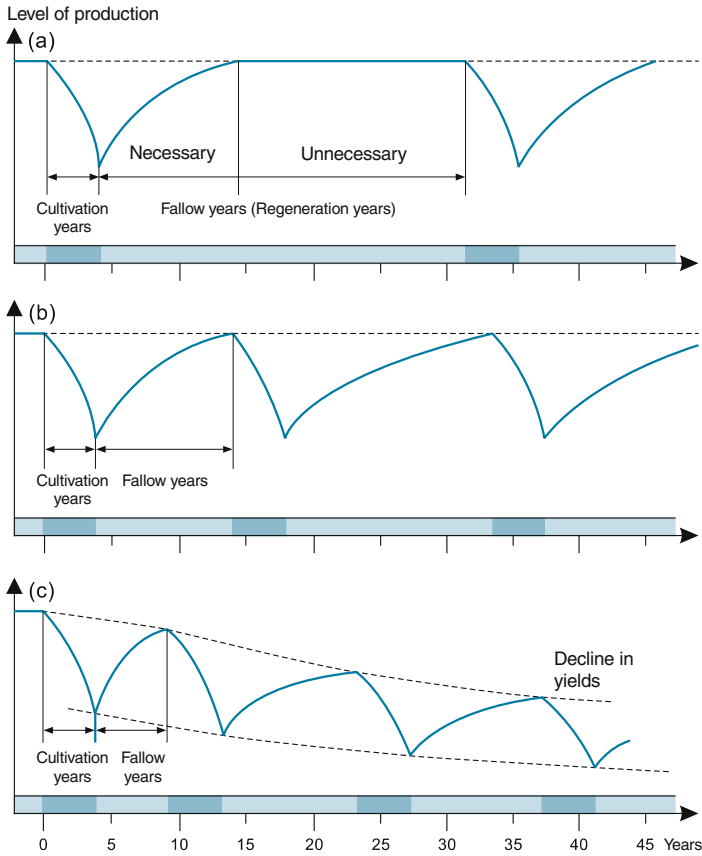 Level of production
(a)
Necessary
Unnecessary
Cultivation
years
Fallow years (Regeneration years)
(b)
Cultivation
years
Fallow years
(c)
Decline in
yields
Cultivation
years
Fallow
years
0 5 10 15 20 25 30 35 40 45 Years